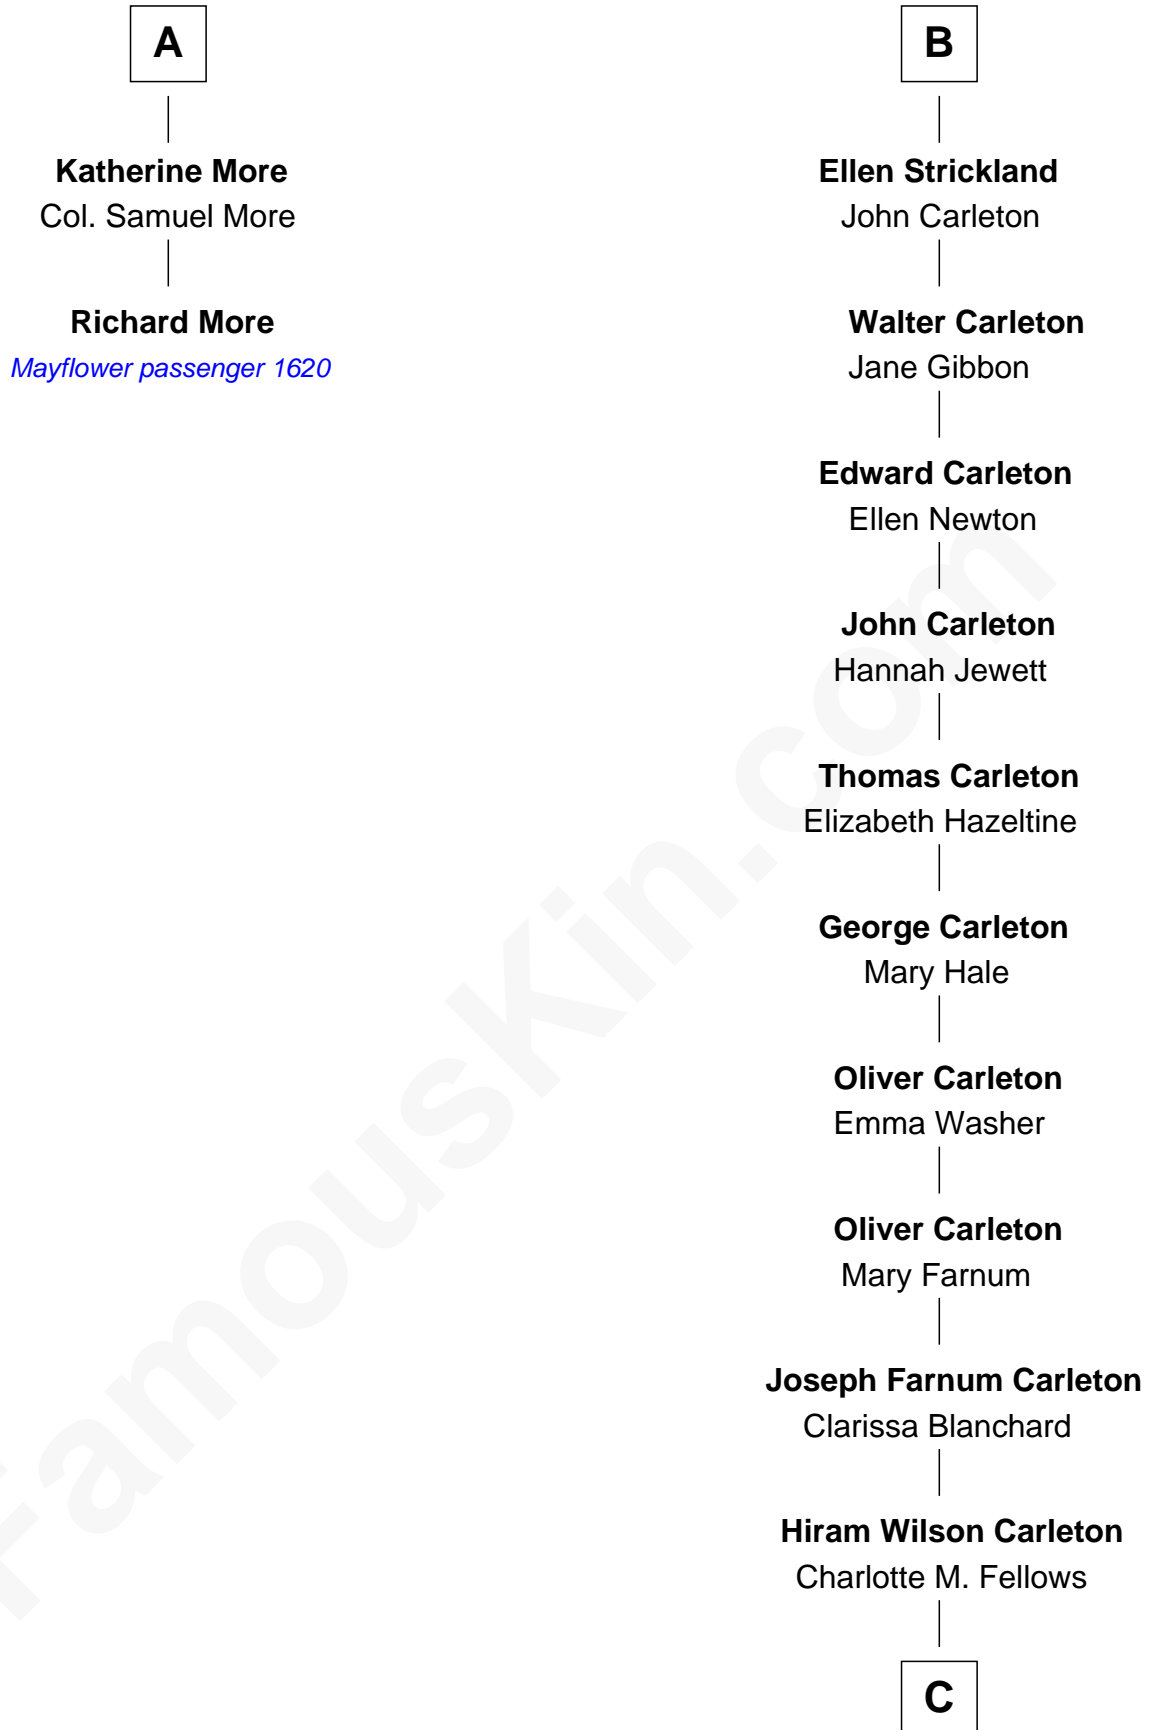 A
Katherine More
Col. Samuel More
Richard More
Mayflower passenger 1620
B
Ellen Strickland
John Carleton
Walter Carleton
Jane Gibbon
Edward Carleton
Ellen Newton
John Carleton
Hannah Jewett
Thomas Carleton
Elizabeth Hazeltine
George Carleton
Mary Hale
Oliver Carleton
Emma Washer
Oliver Carleton
Mary Farnum
Joseph Farnum Carleton
Clarissa Blanchard
Hiram Wilson Carleton
Charlotte M. Fellows
C
FamousKin.com